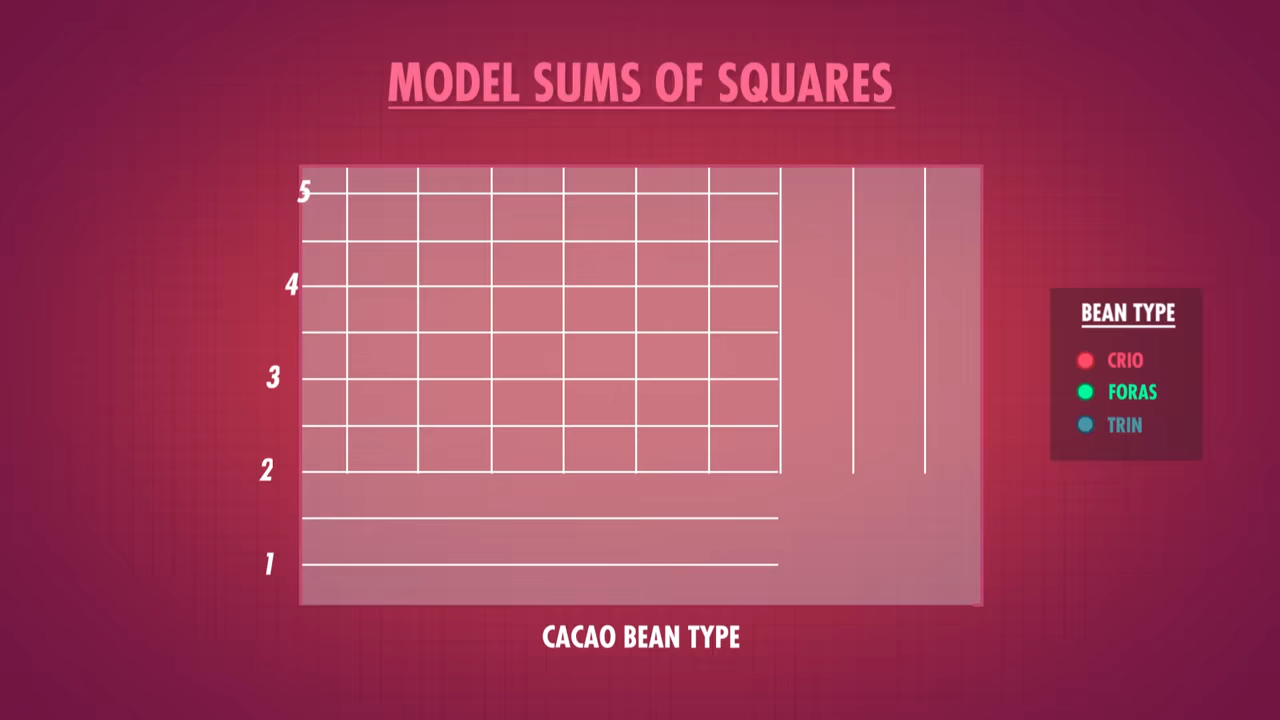 MODEL SUMS OF SQUARES
5
4
3
2
1
CACAO BEAN TYPE
BEAN TYPE
CRIO
FORAS
TRIN